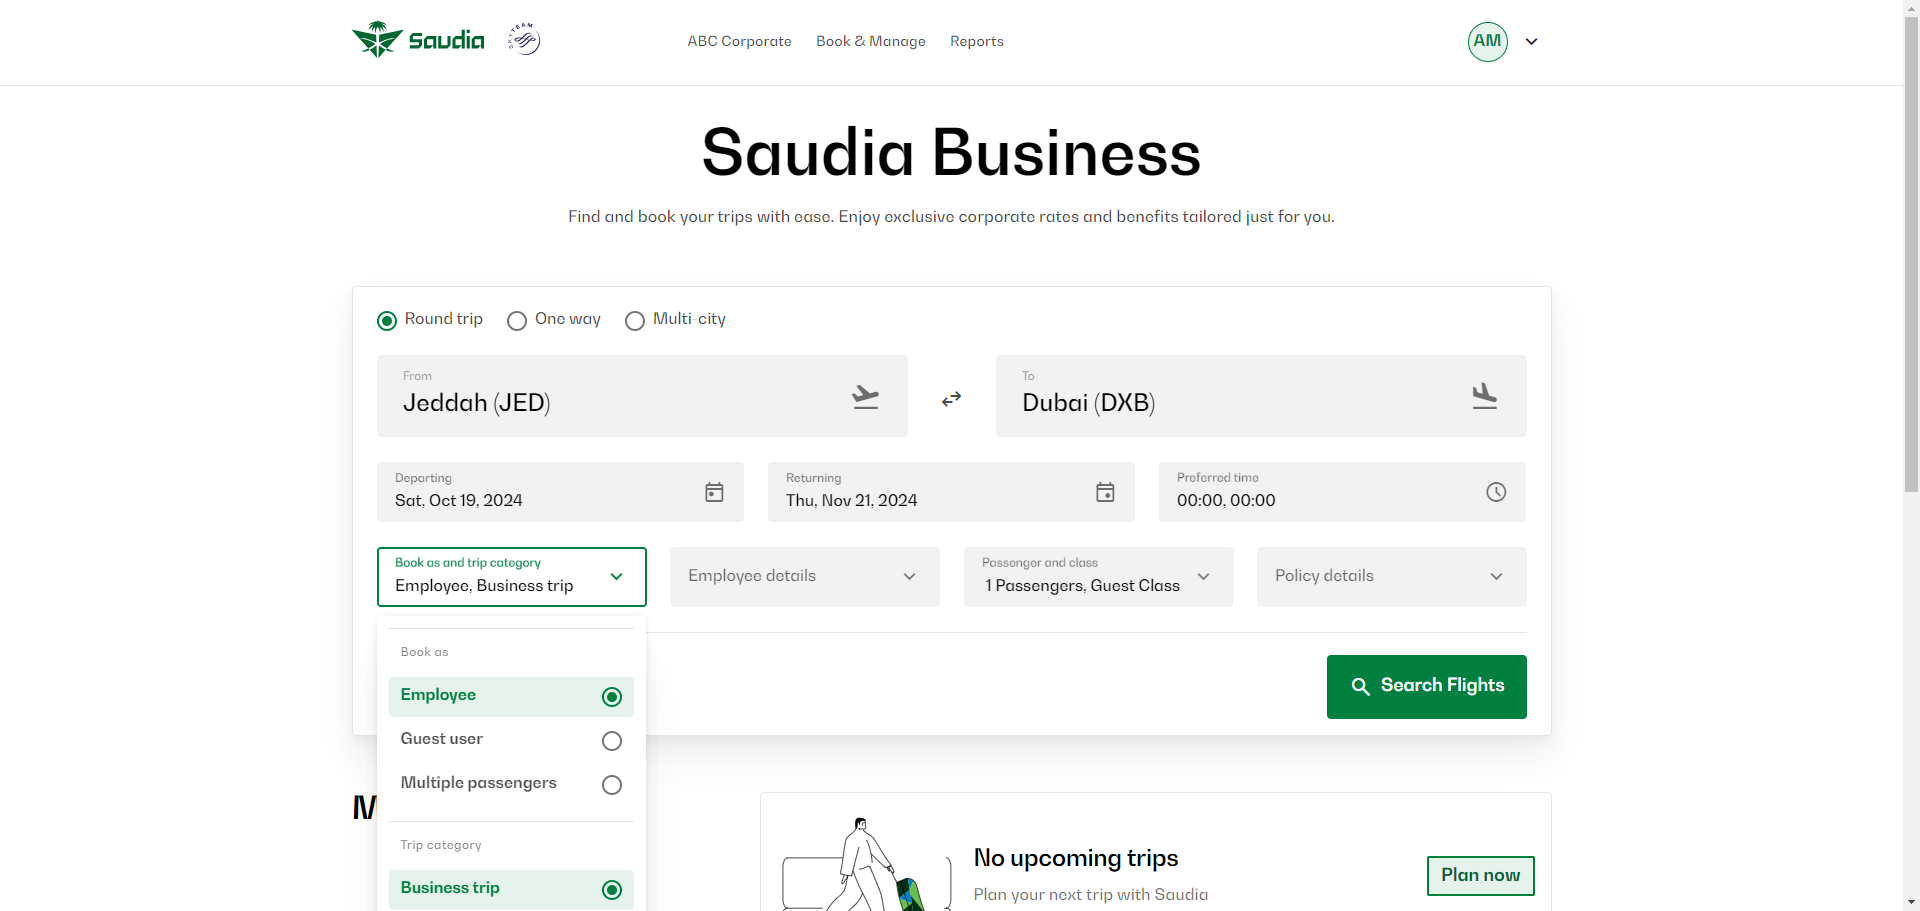 Saudia
SKYTEAM
ABC Corporate
Book & Manage
Reports
AM
Saudia Business
Find and book your trips with ease. Enjoy exclusive corporate rates and benefits tailored just for you.
Round trip
One way
Multi-city
From
Jeddah (JED)
To
Dubai (DXB)
Departing
Sat, Oct 19, 2024
Returning
Thu, Nov 21, 2024
Preferred time
00:00, 00:00
Book as and trip category
Employee, Business trip
Employee details
Passenger and class
1 Passengers, Guest Class
Policy details
Book as
Employee
Guest user
Multiple passengers
Trip category
Business trip
Search Flights
M
No upcoming trips
Plan your next trip with Saudia
Plan now